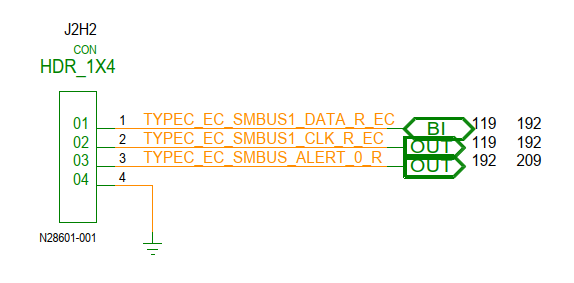 J2H2
CON
HDR_1X4
01 1 TYPEC_EC_SMBUS1_DATA_R_EC BI 119 192
02 2 TYPEC_EC_SMBUS1_CLK_R_EC OUT 119 192
03 3 TYPEC_EC_SMBUS_ALERT_0_R OUT 192 209
04 4
N28601-001